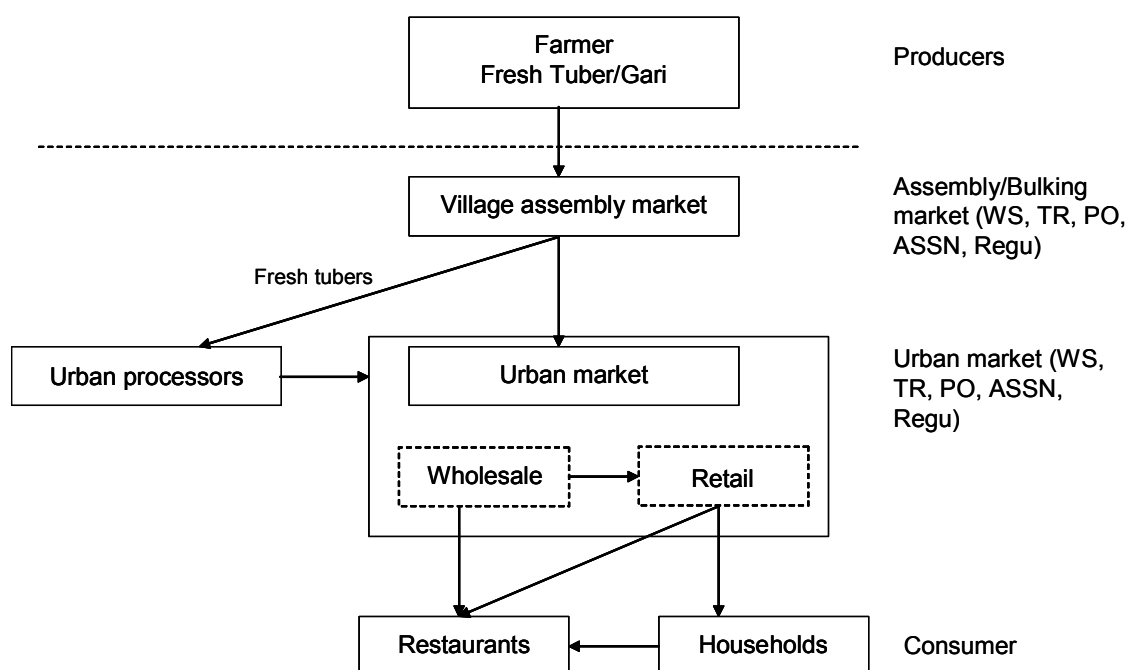 Farmer
Fresh Tuber/Gari
Producers
Village assembly market
Assembly/Bulking
market (WS, TR, PO,
ASSN, Regu)
Fresh tubers
Urban processors
Urban market
Urban market (WS,
TR, PO, ASSN,
Regu)
Wholesale
Retail
Restaurants
Households
Consumer